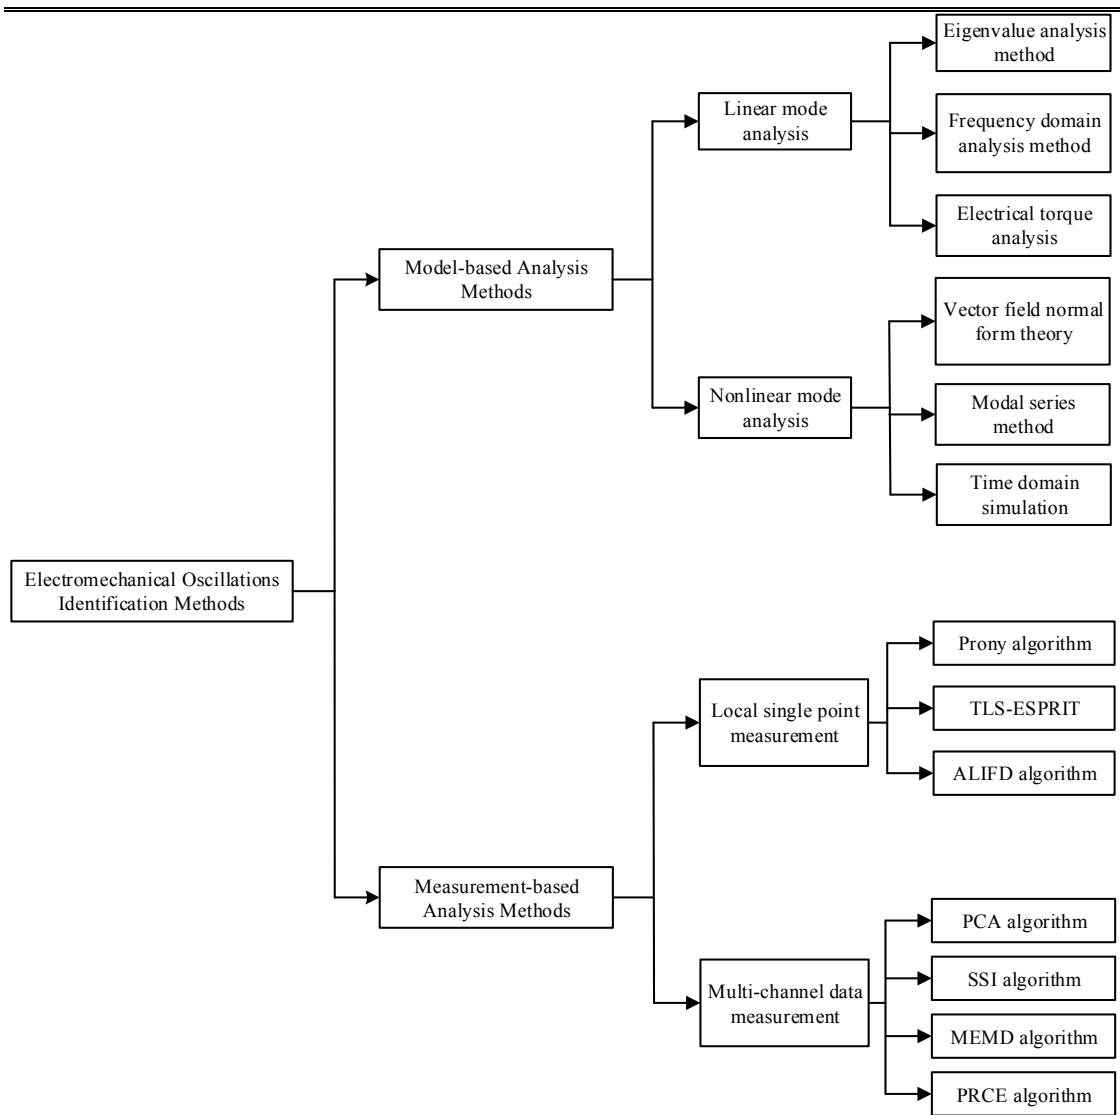 Eigenvalue analysis
method
Linear mode
analysis
Frequency domain
analysis method
Electrical torque
analysis
Model-based Analysis
Methods
Vector field normal
form theory
Nonlinear mode
analysis
Modal series
method
Time domain
simulation
Electromechanical Oscillations
Identification Methods
Prony algorithm
Local single point
measurement
TLS-ESPRIT
ALIFD algorithm
Measurement-based
Analysis Methods
PCA algorithm
Multi-channel data
measurement
SSI algorithm
MEMD algorithm
PRCE algorithm